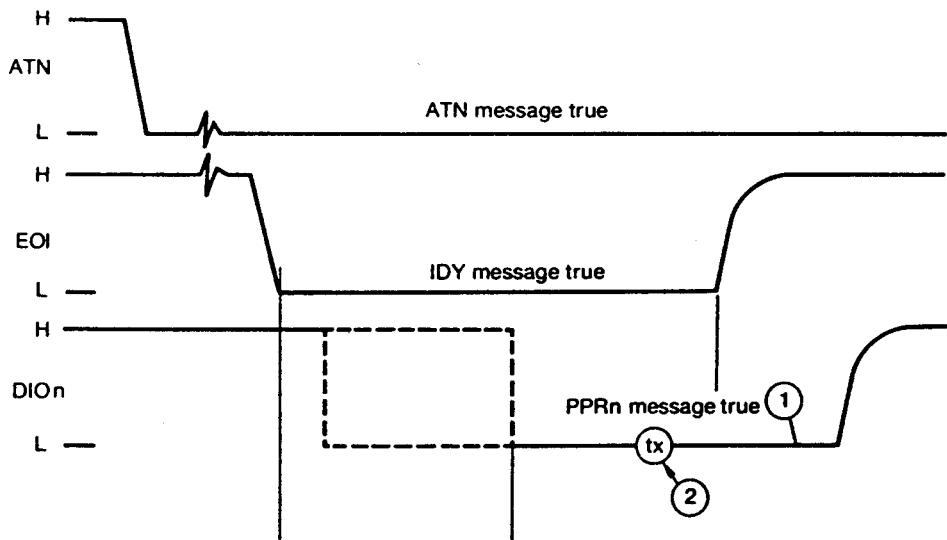 H
ATN
L
ATN message true
H
EOI
L
IDY message true
H
DIOn
L
PPRn message true
1
tx
2